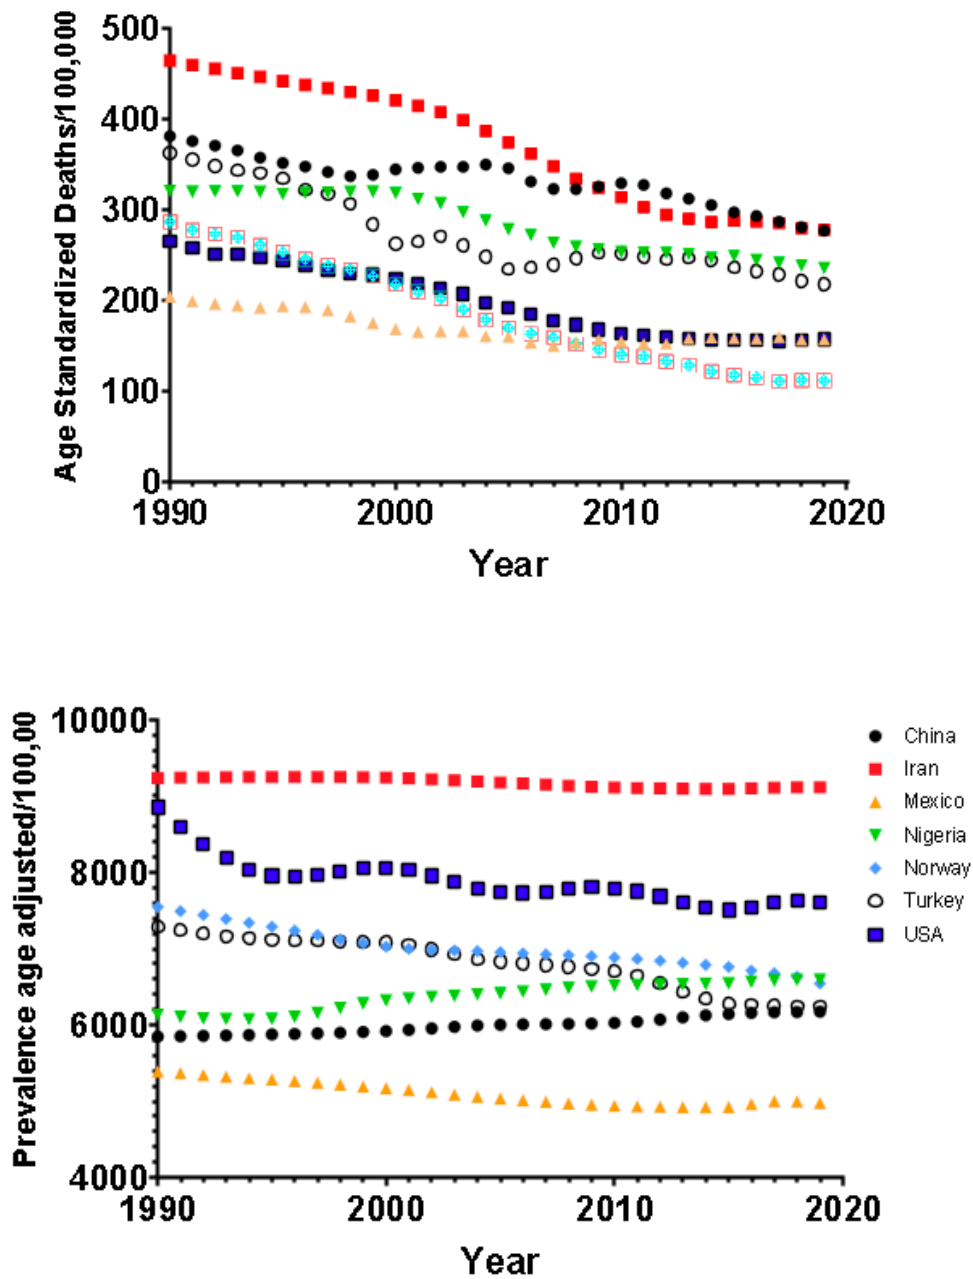 500
400
300
200
100
0
Age Standardized Deaths/100,000
1990 2000 2010 2020
Year
10000
8000
6000
4000
Prevalence age adjusted/100,00
1990 2000 2010 2020
Year
China
Iran
Mexico
Nigeria
Norway
Turkey
USA